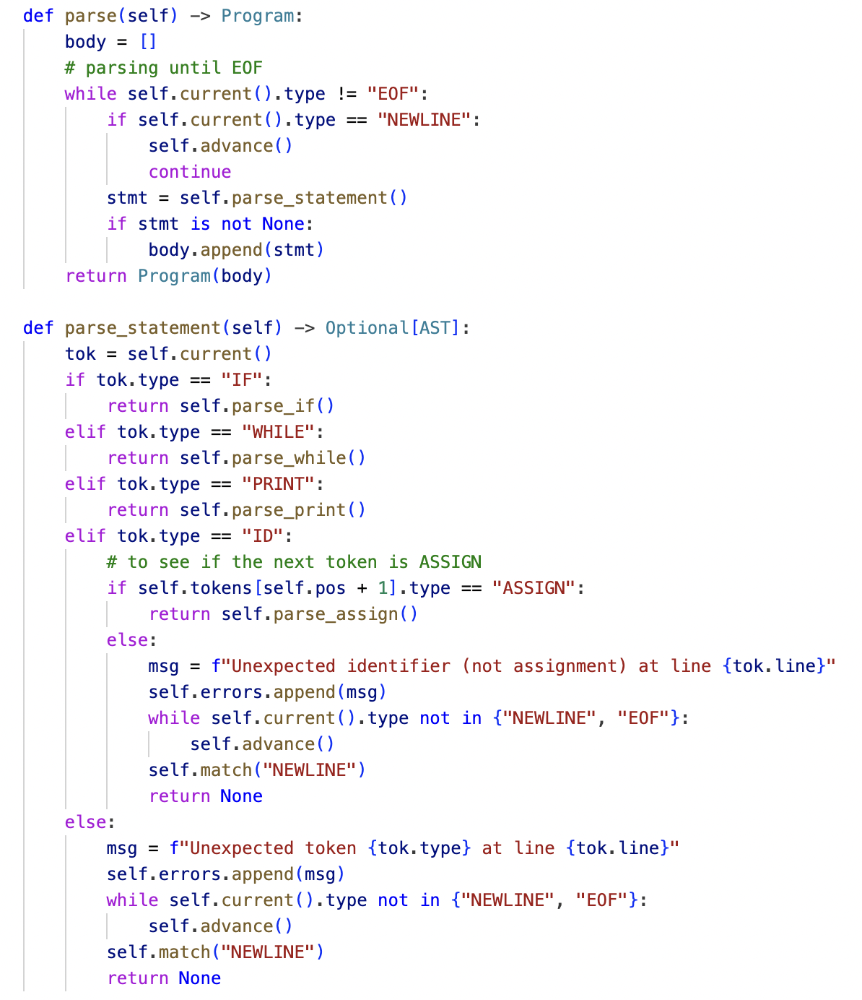 def parse(self) -> Program:
    body = []
    # parsing until EOF
    while self.current().type != "EOF":
        if self.current().type == "NEWLINE":
            self.advance()
            continue
        stmt = self.parse_statement()
        if stmt is not None:
            body.append(stmt)
    return Program(body)

def parse_statement(self) -> Optional[AST]:
    tok = self.current()
    if tok.type == "IF":
        return self.parse_if()
    elif tok.type == "WHILE":
        return self.parse_while()
    elif tok.type == "PRINT":
        return self.parse_print()
    elif tok.type == "ID":
        # to see if the next token is ASSIGN
        if self.tokens[self.pos + 1].type == "ASSIGN":
            return self.parse_assign()
        else:
            msg = f"Unexpected identifier (not assignment) at line {tok.line}"
            self.errors.append(msg)
            while self.current().type not in {"NEWLINE", "EOF"}:
                self.advance()
            self.match("NEWLINE")
            return None
    else:
        msg = f"Unexpected token {tok.type} at line {tok.line}"
        self.errors.append(msg)
        while self.current().type not in {"NEWLINE", "EOF"}:
            self.advance()
        self.match("NEWLINE")
        return None